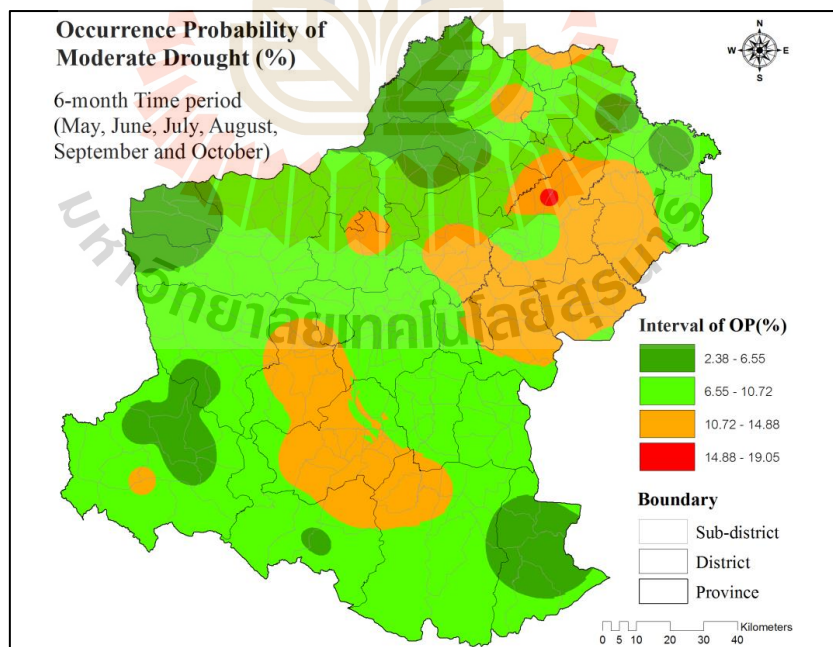 Occurrence Probability of
Moderate Drought (%)
6-month Time period
(May, June, July, August,
September and October)
N
W E
S
มหาวิทยาลัยเทคโนโลยีสุรนารี
Interval of OP(%)
2.38 - 6.55
6.55 - 10.72
10.72 - 14.88
14.88 - 19.05
Boundary
Sub-district
District
Province
Kilometers
0 5 10 20 30 40